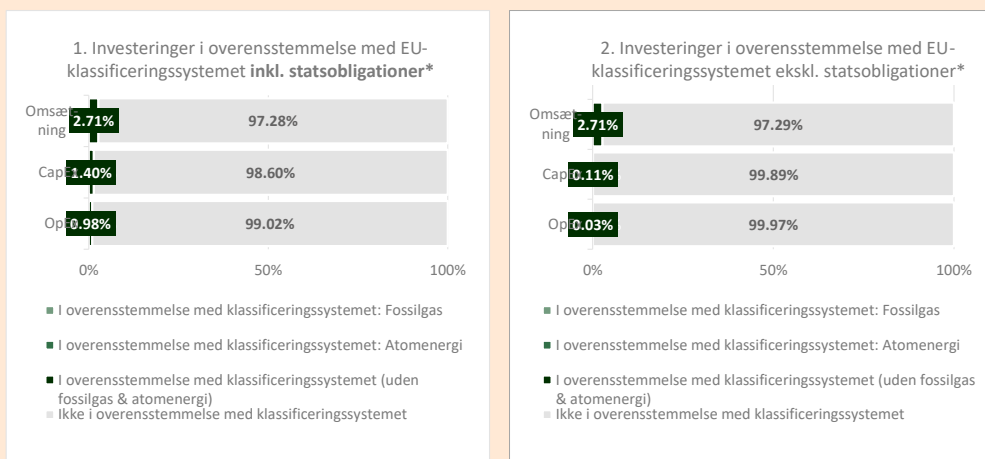 1. Investeringer i overensstemmelse med EU-
klassificeringssystemet inkl. statsobligationer*
Omsæt-
ning
2.71%
97.28%
1.40%
98.60%
0.98%
99.02%
0%
50%
100%
I overensstemmelse med klassificeringssystemet: Fossilgas
I overensstemmelse med klassificeringssystemet: Atomenergi
I overensstemmelse med klassificeringssystemet (uden
fossilgas & atomenergi)
Ikke i overensstemmelse med klassificeringssystemet
2. Investeringer i overensstemmelse med EU-
klassificeringssystemet ekskl. statsobligationer*
Omsæt-
ning
2.71%
97.29%
0.11%
99.89%
0.03%
99.97%
0%
50%
100%
I overensstemmelse med klassificeringssystemet: Fossilgas
I overensstemmelse med klassificeringssystemet: Atomenergi
I overensstemmelse med klassificeringssystemet (uden fossilgas
& atomenergi)
Ikke i overensstemmelse med klassificeringssystemet